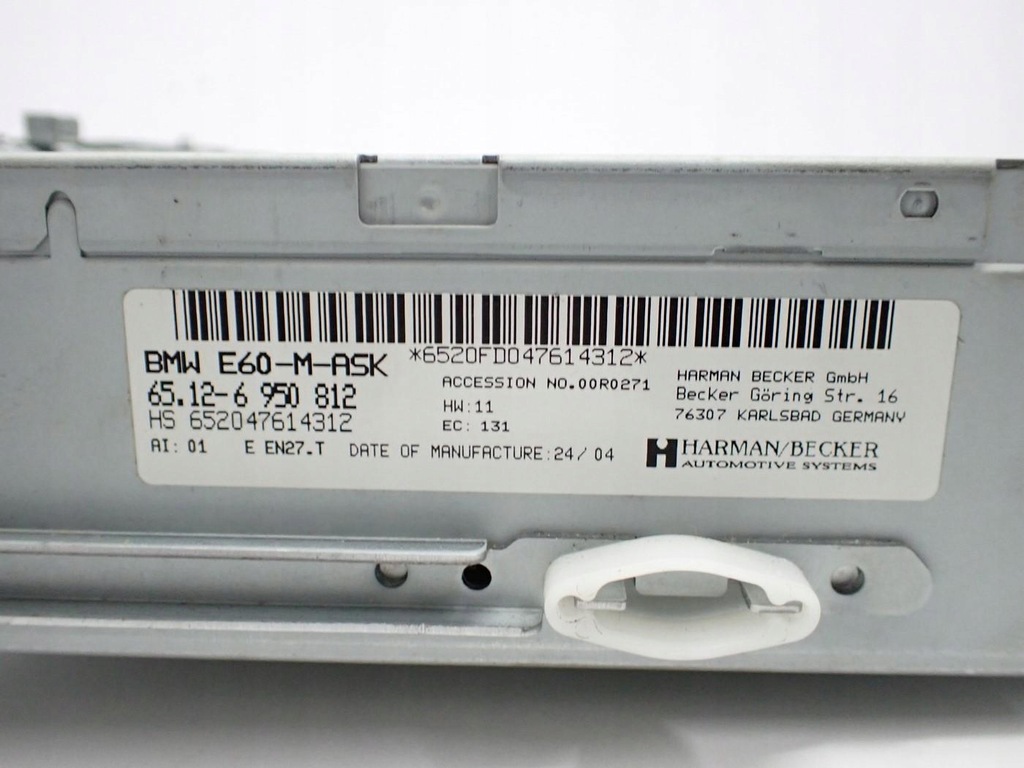 *6520FD047614312*
BMW E60-M-ASK
65.12-6 950 812
HS 652047614312
AI: 01 E EN27.T DATE OF MANUFACTURE:24/ 04
ACCESSION NO.00R0271
HW:11
EC: 131
HARMAN BECKER GmbH
Becker Göring Str. 16
76307 KARLSBAD GERMANY
HARMAN/BECKER
AUTOMOTIVE SYSTEMS